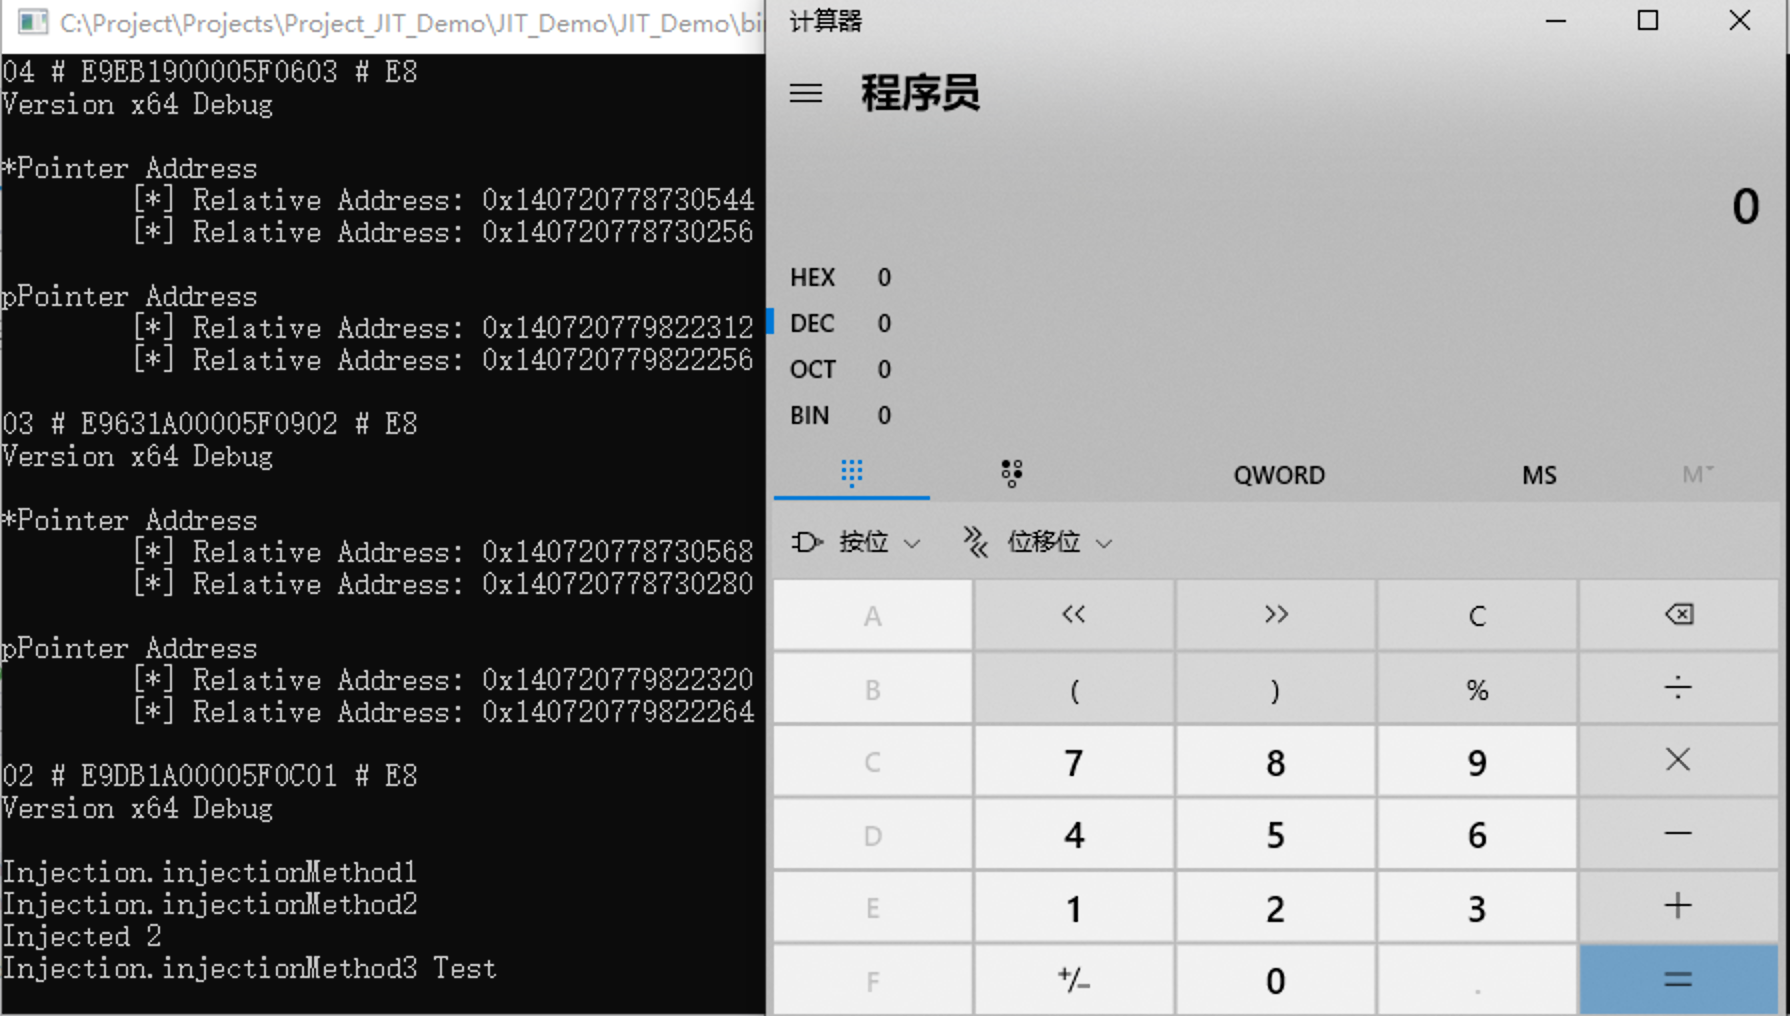 C:\Project\Projects\Project_JIT_Demo\JIT_Demo\JIT_Demo\bi
04 # E9EB1900005F0603 # E8
Version x64 Debug
*Pointer Address
[*] Relative Address: 0x140720778730544
[*] Relative Address: 0x140720778730256
pPointer Address
[*] Relative Address: 0x140720779822312
[*] Relative Address: 0x140720779822256
03 # E9631A00005F0902 # E8
Version x64 Debug
*Pointer Address
[*] Relative Address: 0x140720778730568
[*] Relative Address: 0x140720778730280
pPointer Address
[*] Relative Address: 0x140720779822320
[*] Relative Address: 0x140720779822264
02 # E9DB1A00005F0C01 # E8
Version x64 Debug
Injection.injectionMethod1
Injection.injectionMethod2
Injected 2
Injection.injectionMethod3 Test
计算器
程序员
0
HEX 0
DEC 0
OCT 0
BIN 0
QWORD MS M˅
按位 位移位
A << >> C
B ( ) % ÷
C 7 8 9 ×
D 4 5 6 −
E 1 2 3 +
F +/− 0 . =